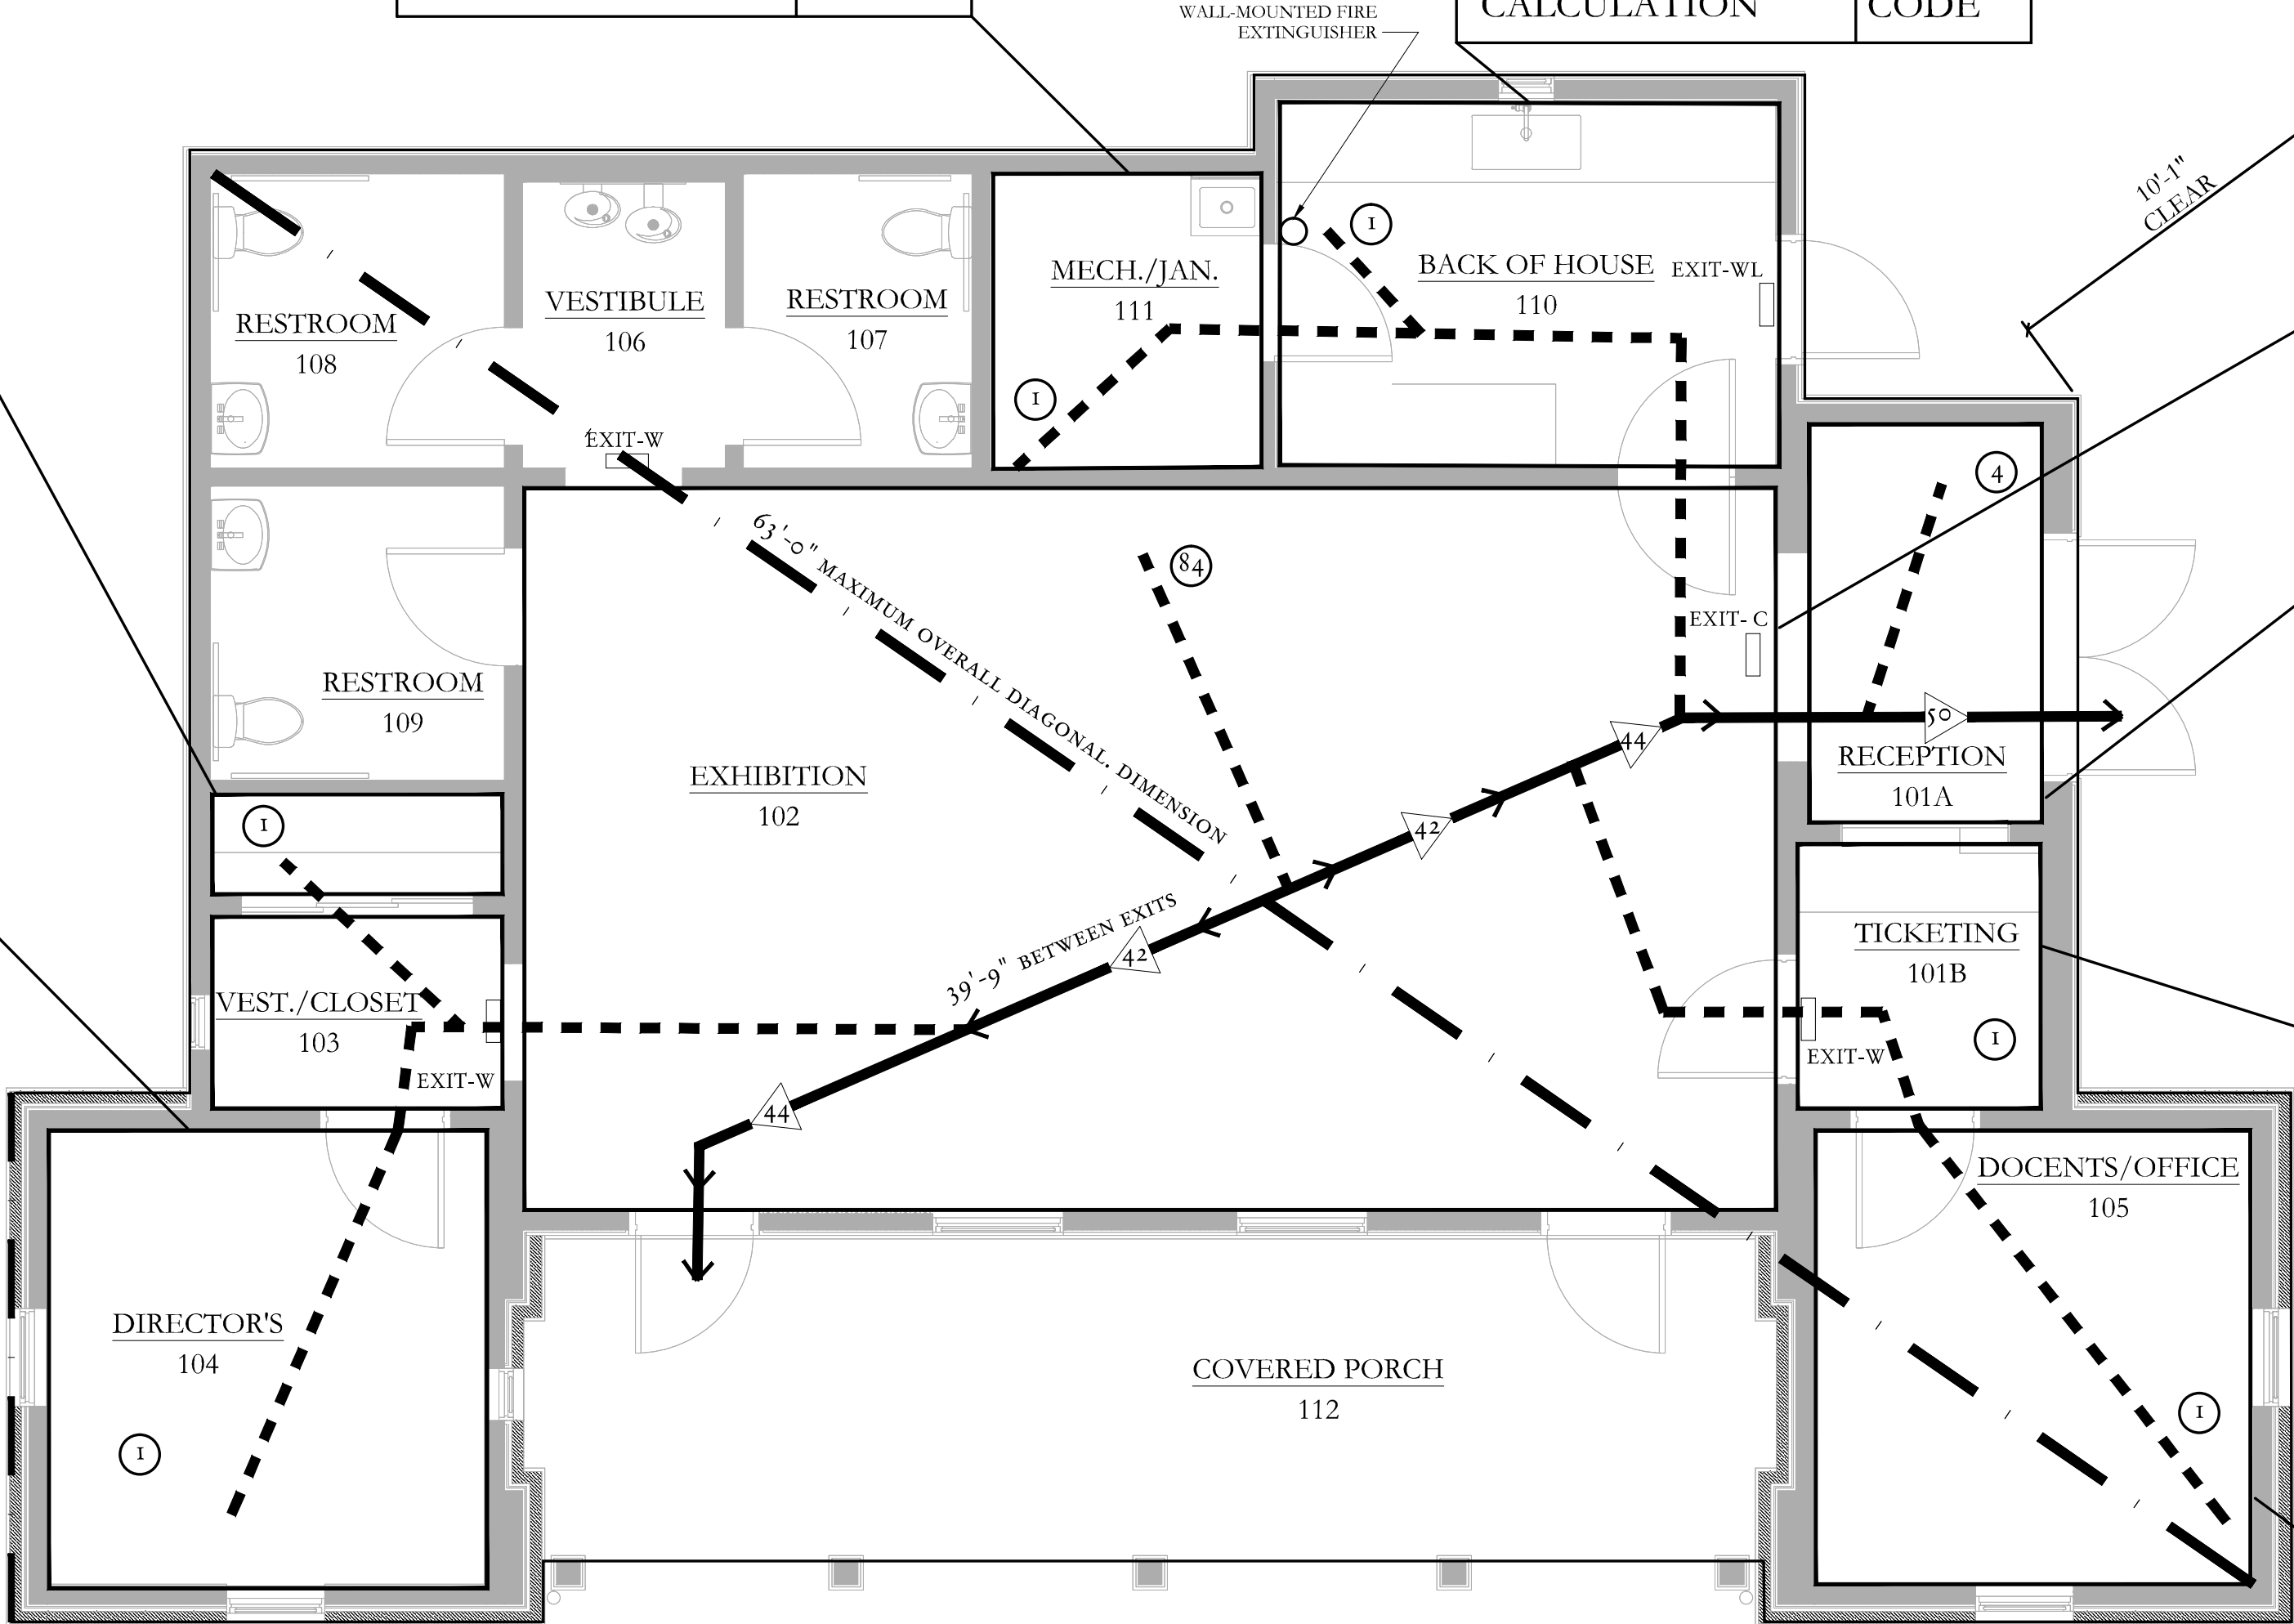 WALL-MOUNTED FIRE
EXTINGUISHER
CALCULATION
CODE
10'-1"
CLEAR
RESTROOM
108
VESTIBULE
106
RESTROOM
107
MECH./JAN.
111
1
1
BACK OF HOUSE
110
EXIT-WL
EXIT-W
4
63'-0" MAXIMUM OVERALL DIAGONAL. DIMENSION
84
EXIT- C
RESTROOM
109
EXHIBITION
102
44
50
RECEPTION
101A
1
42
39'-9" BETWEEN EXITS
42
TICKETING
101B
VEST./CLOSET
103
EXIT-W
1
EXIT-W
44
DOCENTS/OFFICE
105
DIRECTOR'S
104
1
COVERED PORCH
112
1